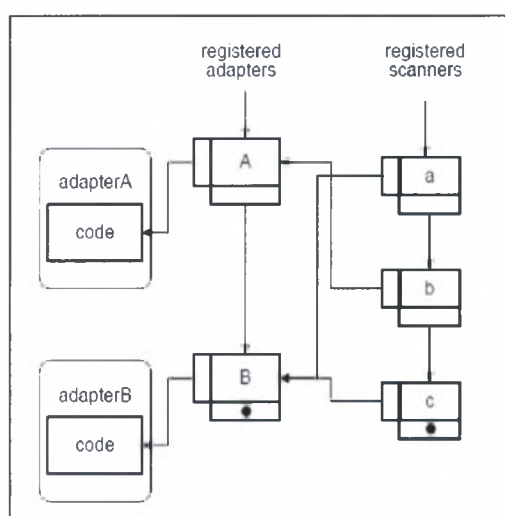 registered
adapters
registered
scanners
A
a
adapterA
code
b
B
c
adapterB
code